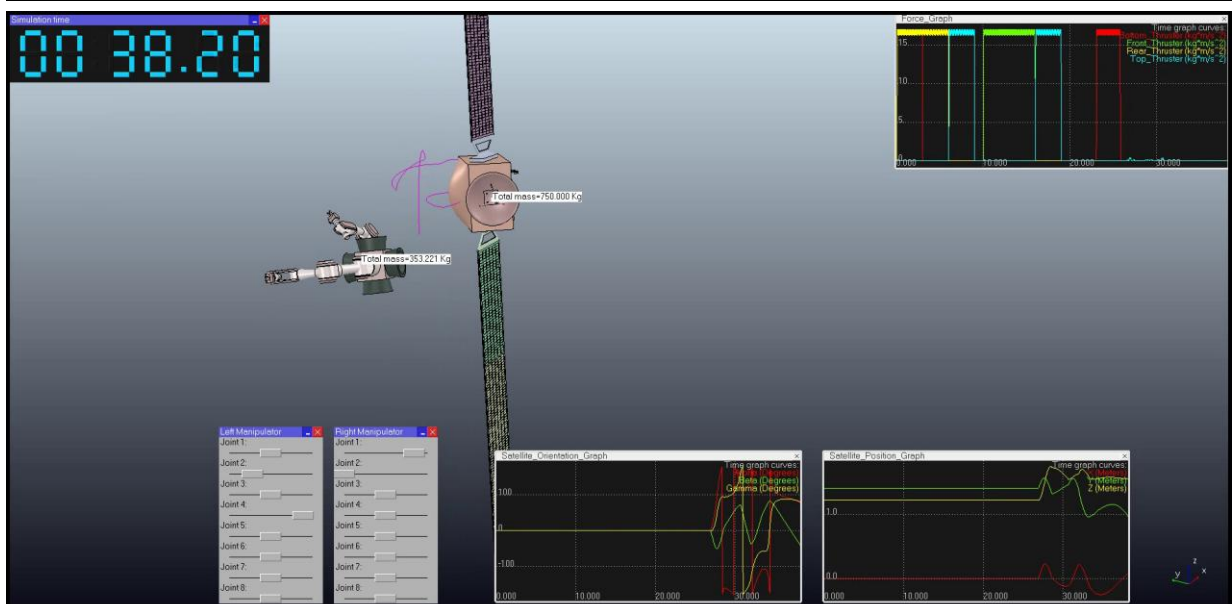 Simulation time
00 38.20
Total mass=750.000 Kg
Total mass=353.221 Kg
Force_Graph
Time graph curves:
Bottom_Thruster (kg*m/s^2)
Front_Thruster (kg*m/s^2)
Rear_Thruster (kg*m/s^2)
Top_Thruster (kg*m/s^2)
15.
10.
5.
0.000 10.000 20.000 30.000
Left Manipulator
Joint 1:
Joint 2:
Joint 3:
Joint 4:
Joint 5:
Joint 6:
Joint 7:
Joint 8:
Right Manipulator
Joint 1:
Joint 2:
Joint 3:
Joint 4:
Joint 5:
Joint 6:
Joint 7:
Joint 8:
Satellite_Orientation_Graph
Time graph curves:
(Degrees)
Beta (Degrees)
Gamma (Degrees)
100
0
-100
0.000 10.000 20.000 30.000
Satellite_Position_Graph
Time graph curves:
(Meters)
(Meters)
Z (Meters)
1.0
0.0
0.000 10.000 20.000 30.000
z
y
x